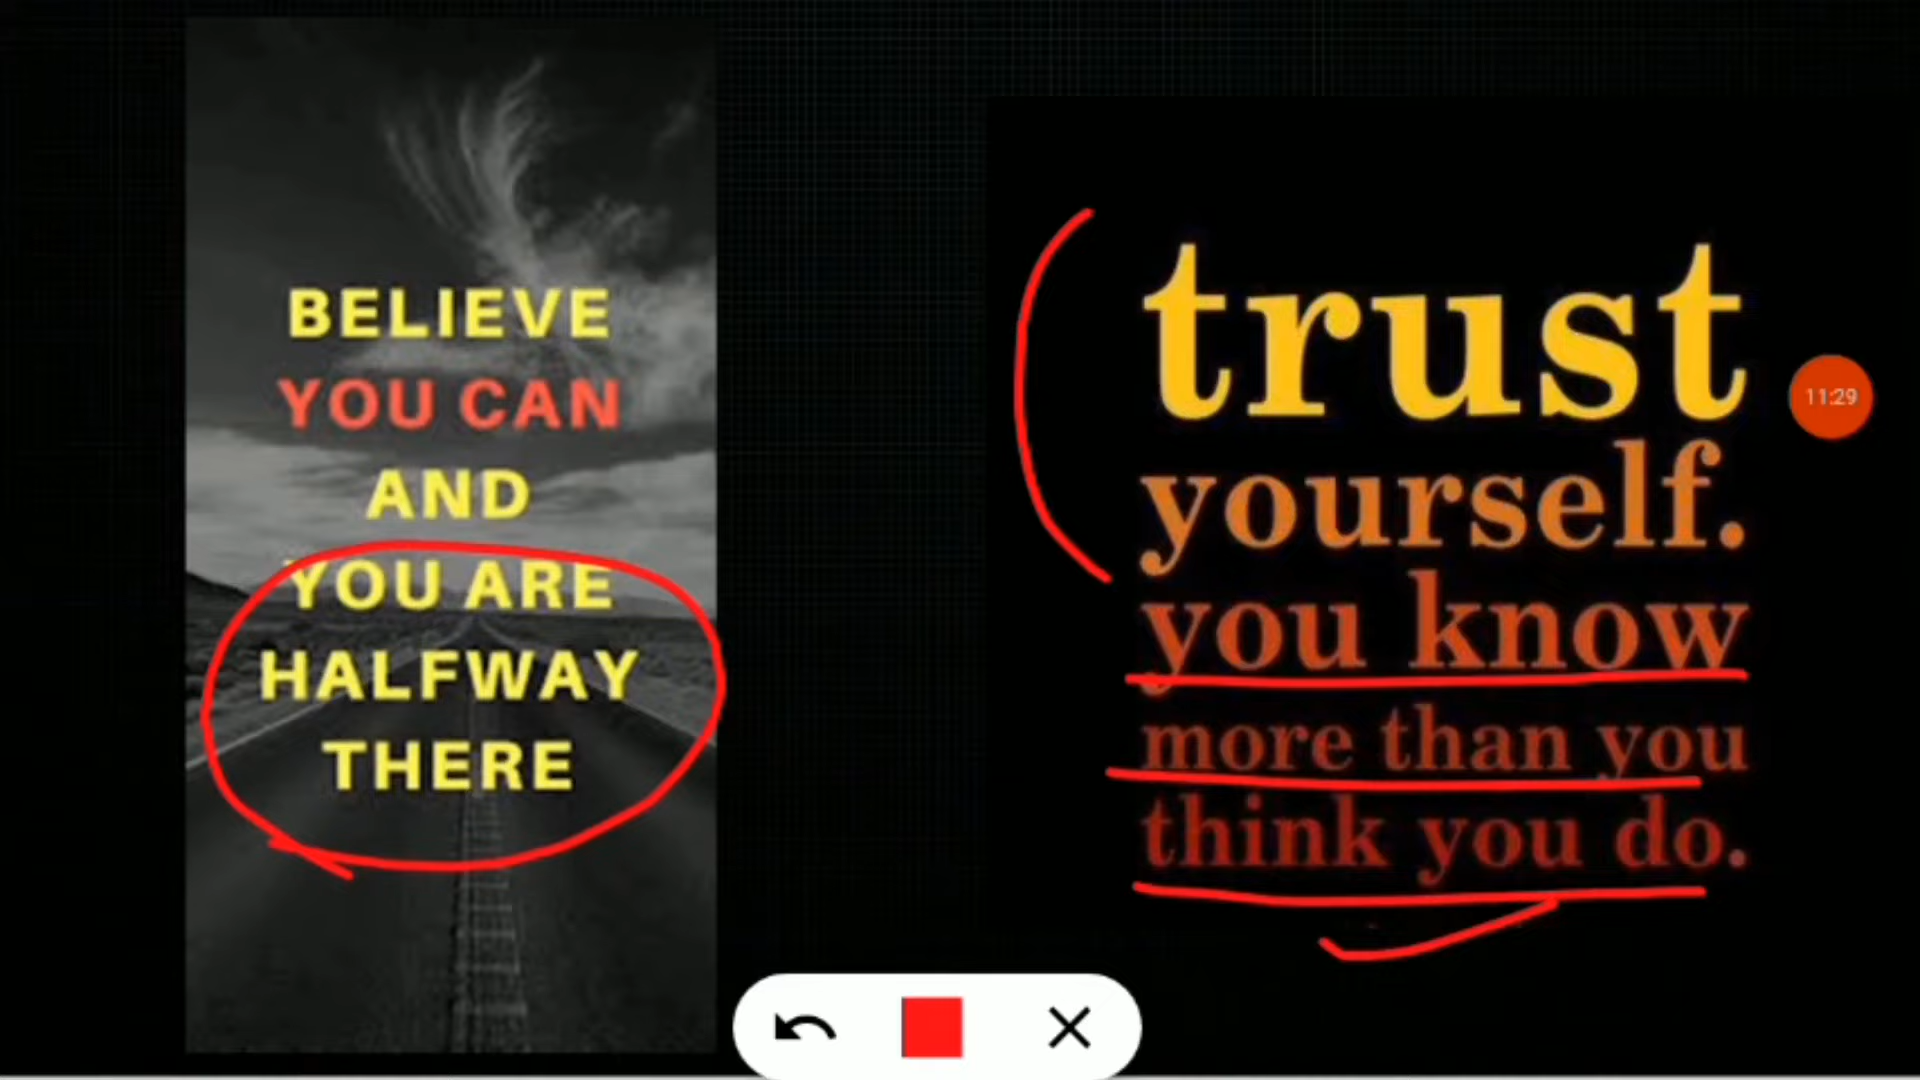 BELIEVE
YOU CAN
AND
YOU ARE
HALFWAY
THERE
trust
yourself.
you know
more than you
think you do.
11:29